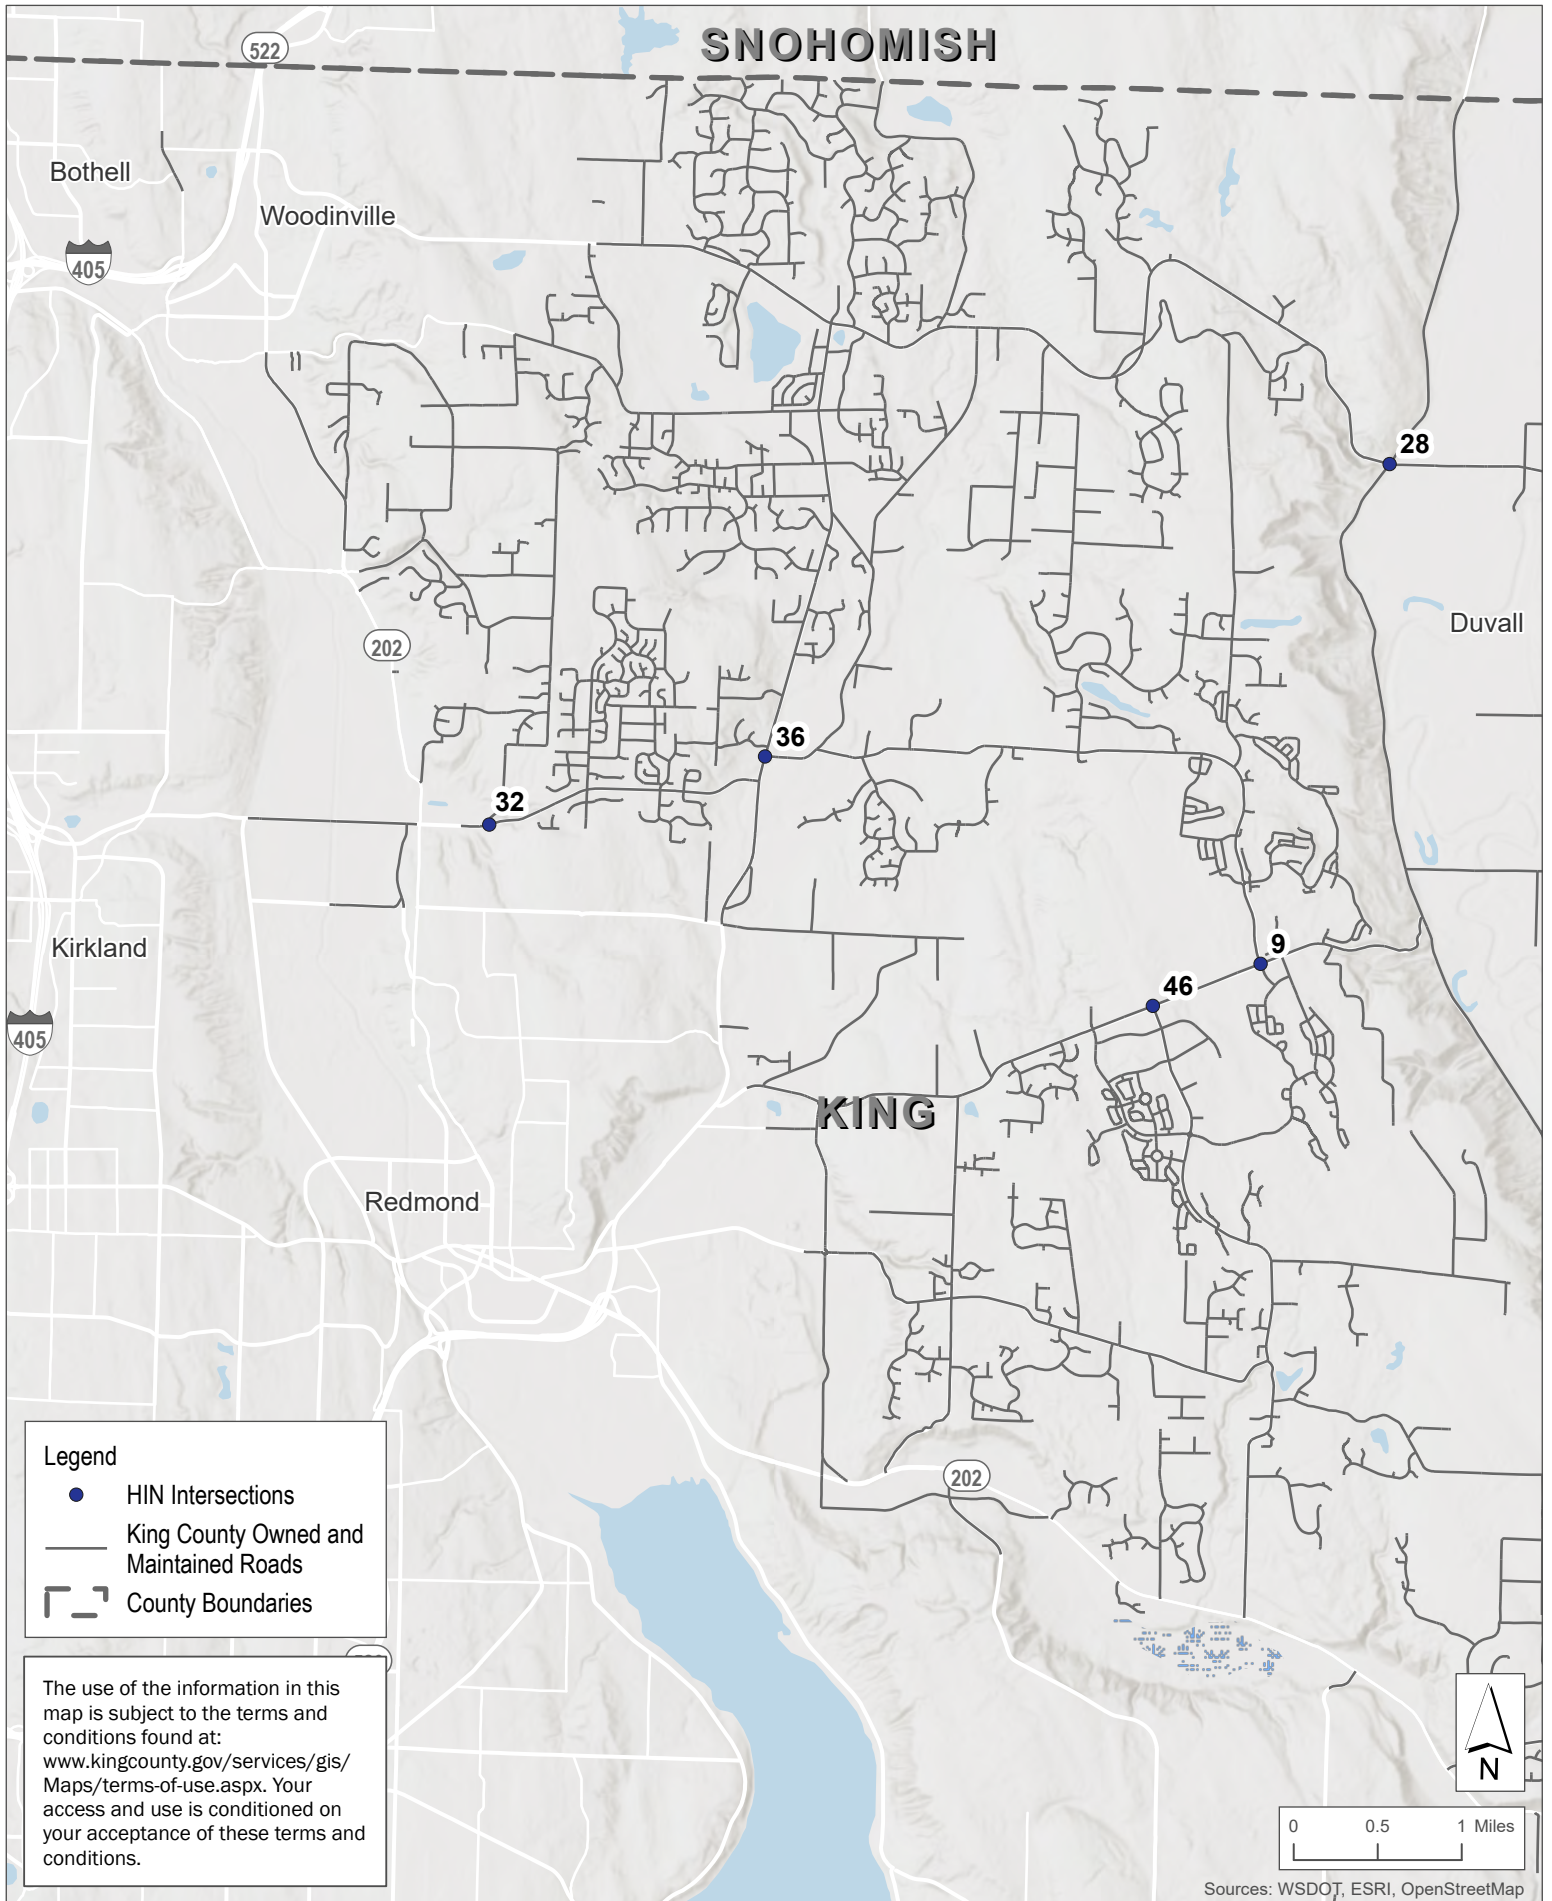 SNOHOMISH
522
Bothell
Woodinville
405
28
Duvall
202
36
32
Kirkland
9
46
405
KING
Redmond
202
Legend
HIN Intersections
King County Owned and
Maintained Roads
County Boundaries
The use of the information in this
map is subject to the terms and
conditions found at:
www.kingcounty.gov/services/gis/
Maps/terms-of-use.aspx. Your
access and use is conditioned on
your acceptance of these terms and
conditions.
N
0 0.5 1 Miles
Sources: WSDOT, ESRI, OpenStreetMap